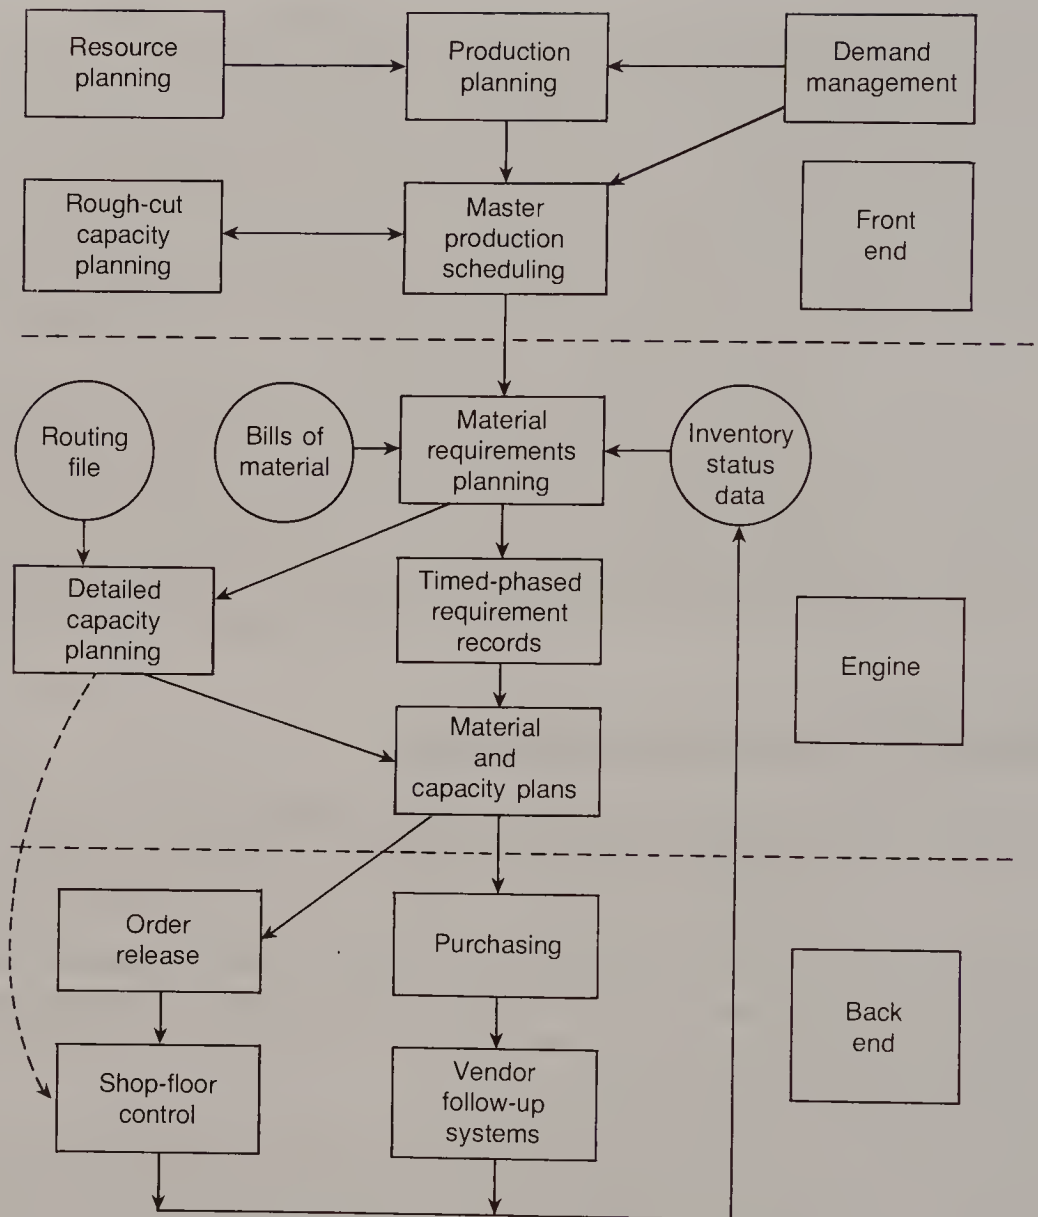 Resource
planning
Production
planning
Demand
management
Rough-cut
capacity
planning
Master
production
scheduling
Front
end
Routing
file
Bills of
material
Material
requirements
planning
Inventory
status
data
Detailed
capacity
planning
Timed-phased
requirement
records
Engine
Material
and
capacity plans
Order
release
Purchasing
Back
end
Shop-floor
control
Vendor
follow-up
systems